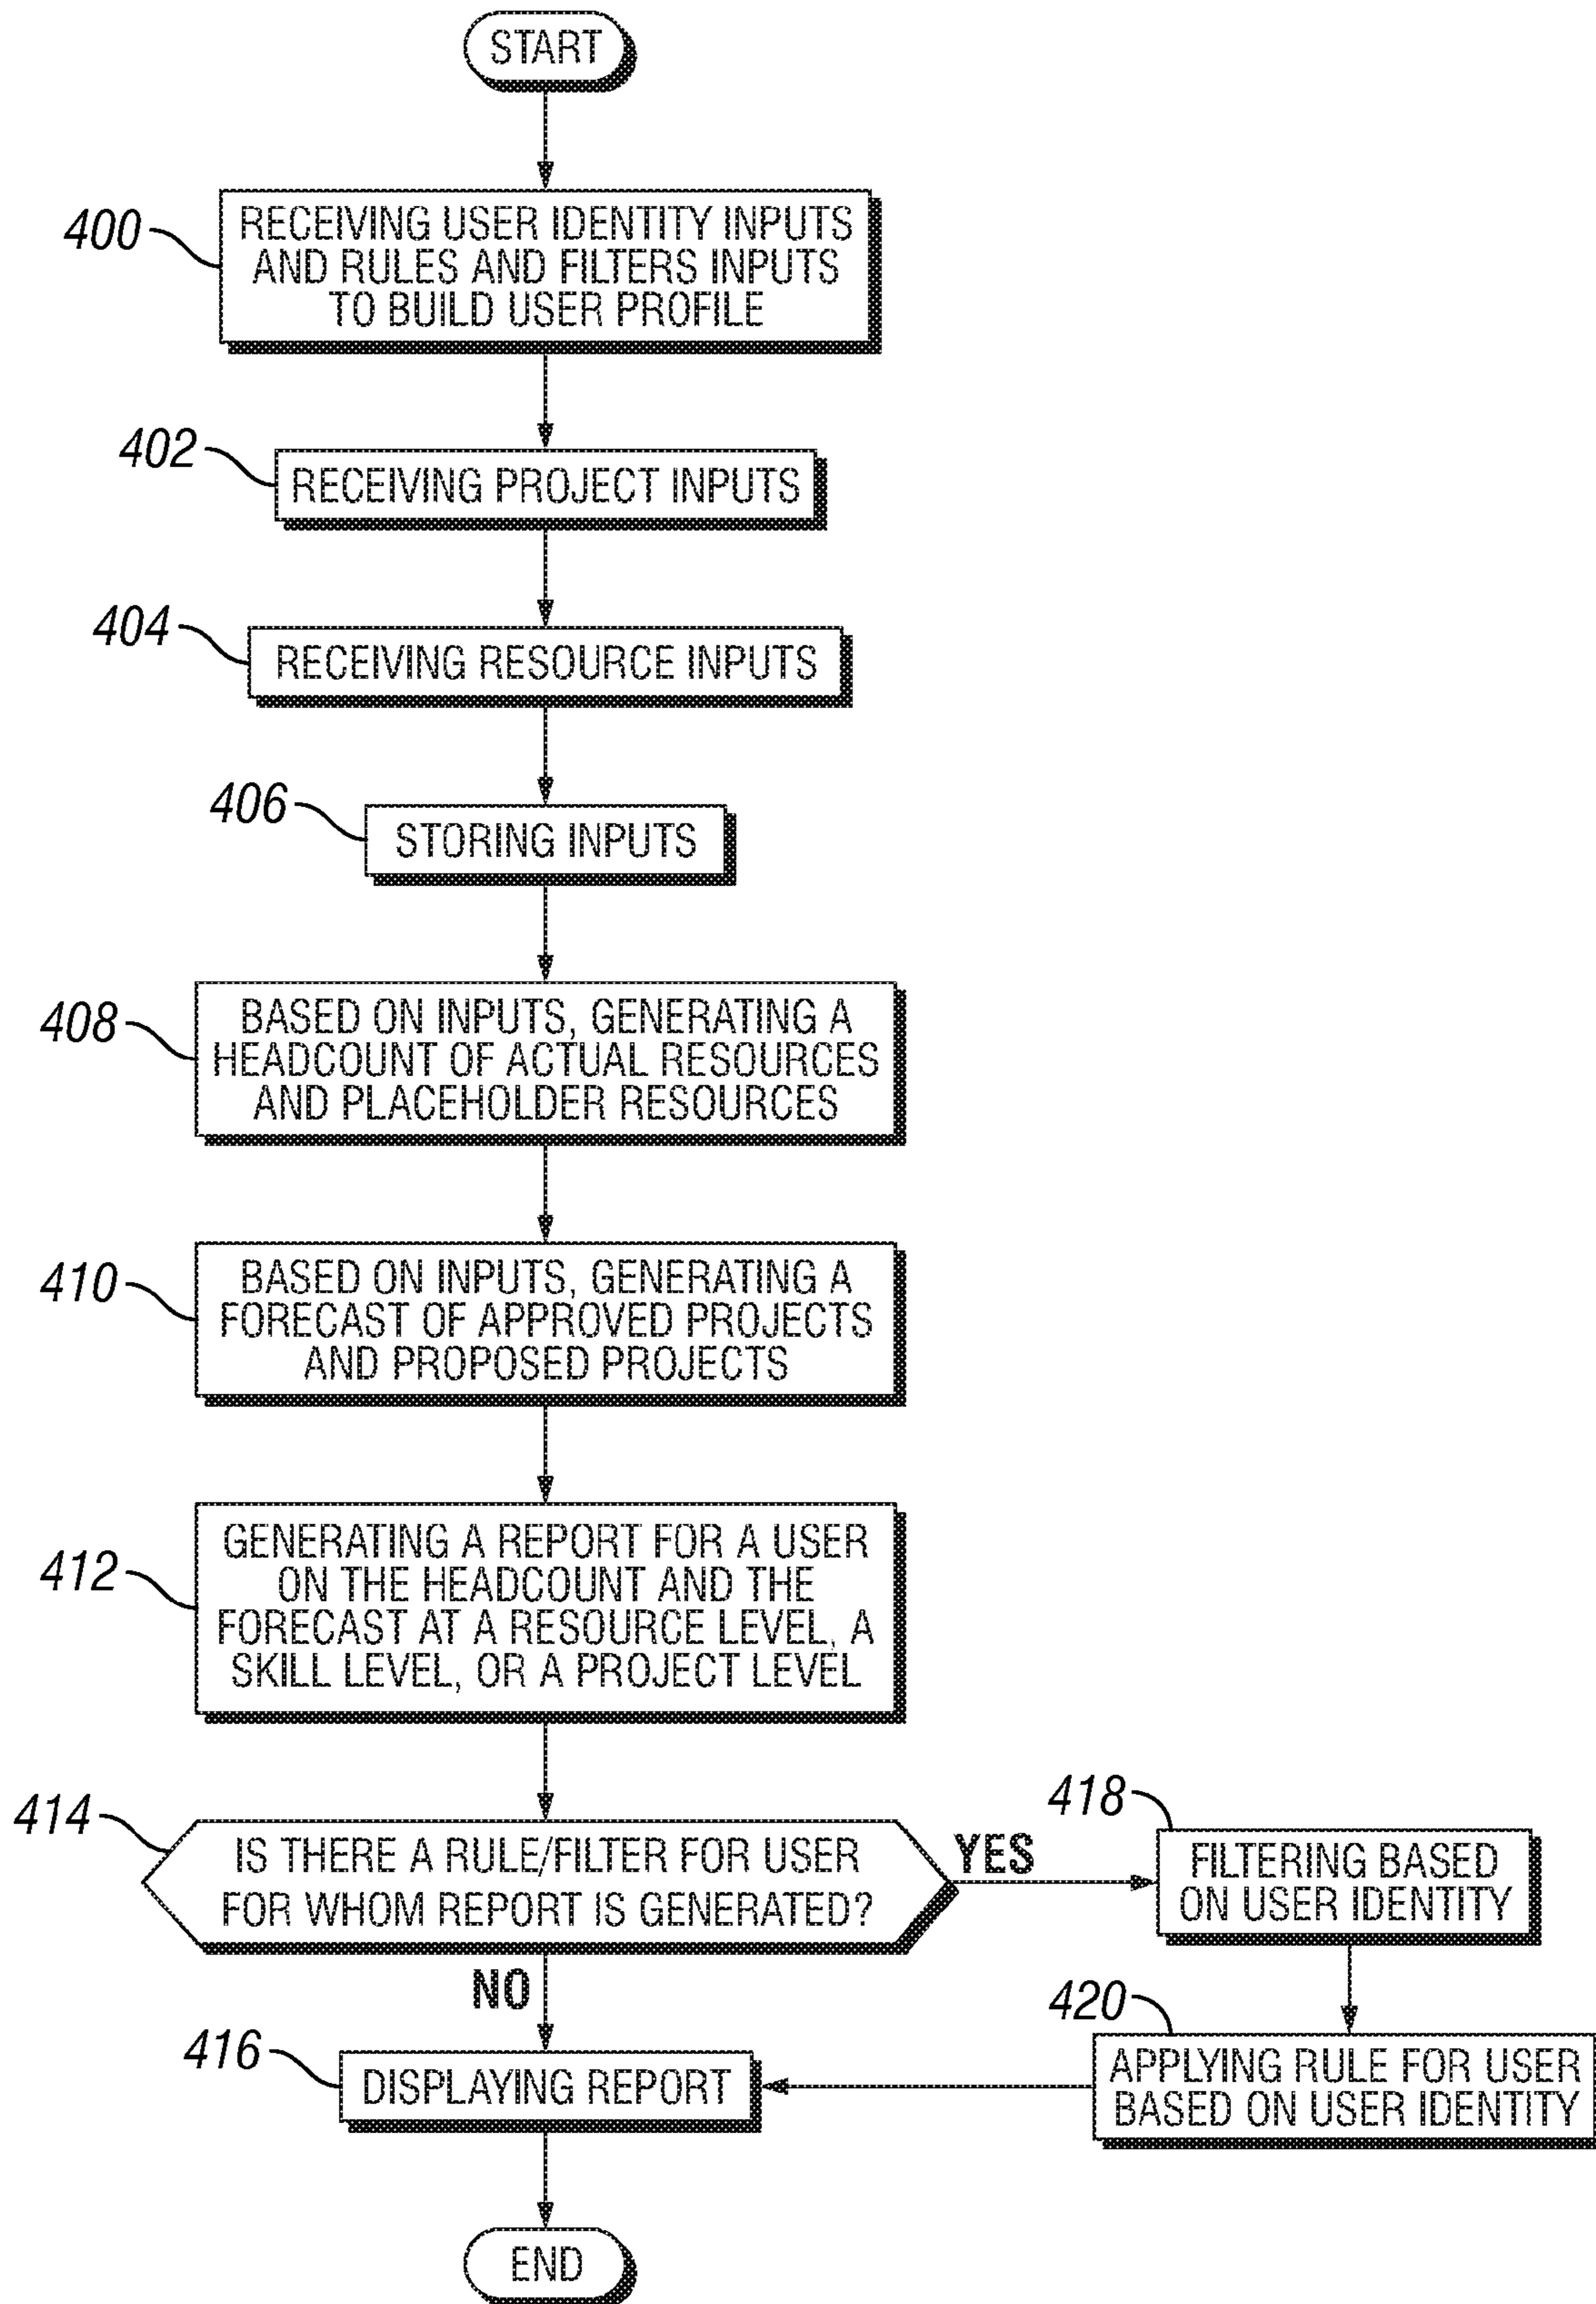 START
400
RECEIVING USER IDENTITY INPUTS
AND RULES AND FILTERS INPUTS
TO BUILD USER PROFILE
402
RECEIVING PROJECT INPUTS
404
RECEIVING RESOURCE INPUTS
406
STORING INPUTS
408
BASED ON INPUTS, GENERATING A
HEADCOUNT OF ACTUAL RESOURCES
AND PLACEHOLDER RESOURCES
410
BASED ON INPUTS, GENERATING A
FORECAST OF APPROVED PROJECTS
AND PROPOSED PROJECTS
412
GENERATING A REPORT FOR A USER
ON THE HEADCOUNT AND THE
FORECAST AT A RESOURCE LEVEL, A
SKILL LEVEL, OR A PROJECT LEVEL
414
IS THERE A RULE/FILTER FOR USER
FOR WHOM REPORT IS GENERATED?
YES
418
FILTERING BASED
ON USER IDENTITY
NO
420
APPLYING RULE FOR USER
BASED ON USER IDENTITY
416
DISPLAYING REPORT
END